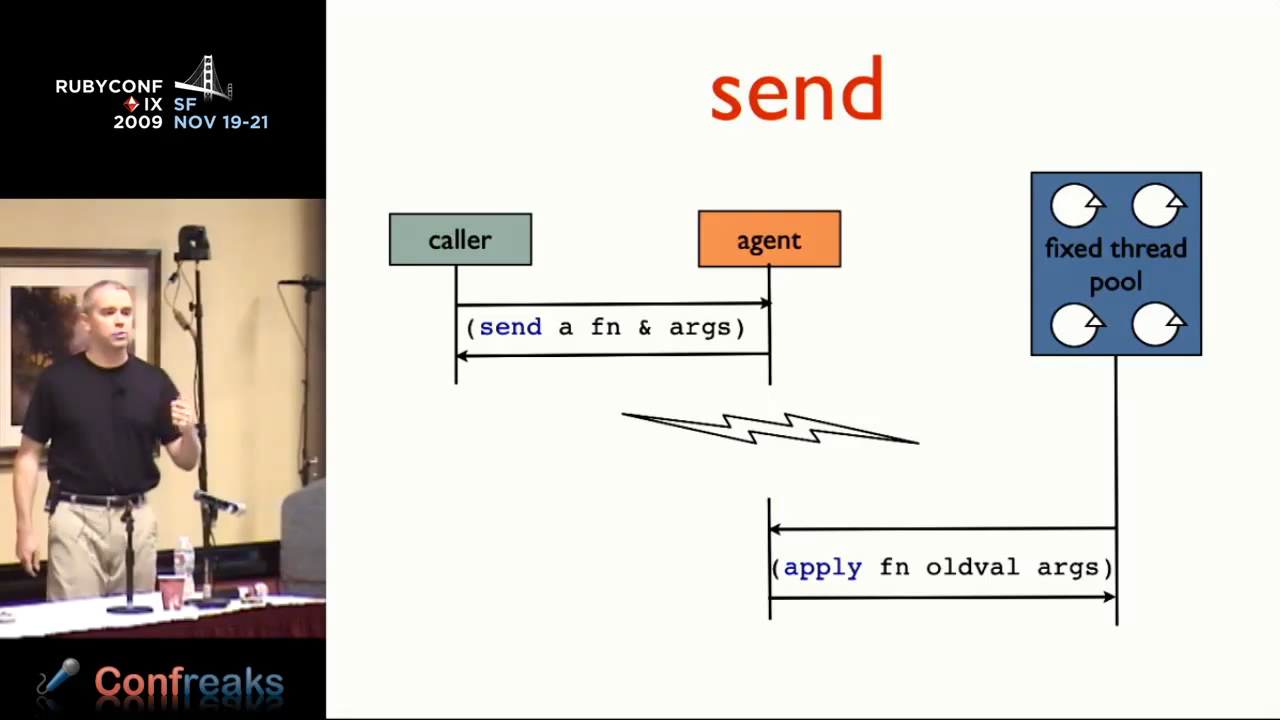 RUBYCONF
IX SF
2009 NOV 19-21
send
caller
agent
fixed thread
pool
(send a fn & args)
(apply fn oldval args)
Confreaks